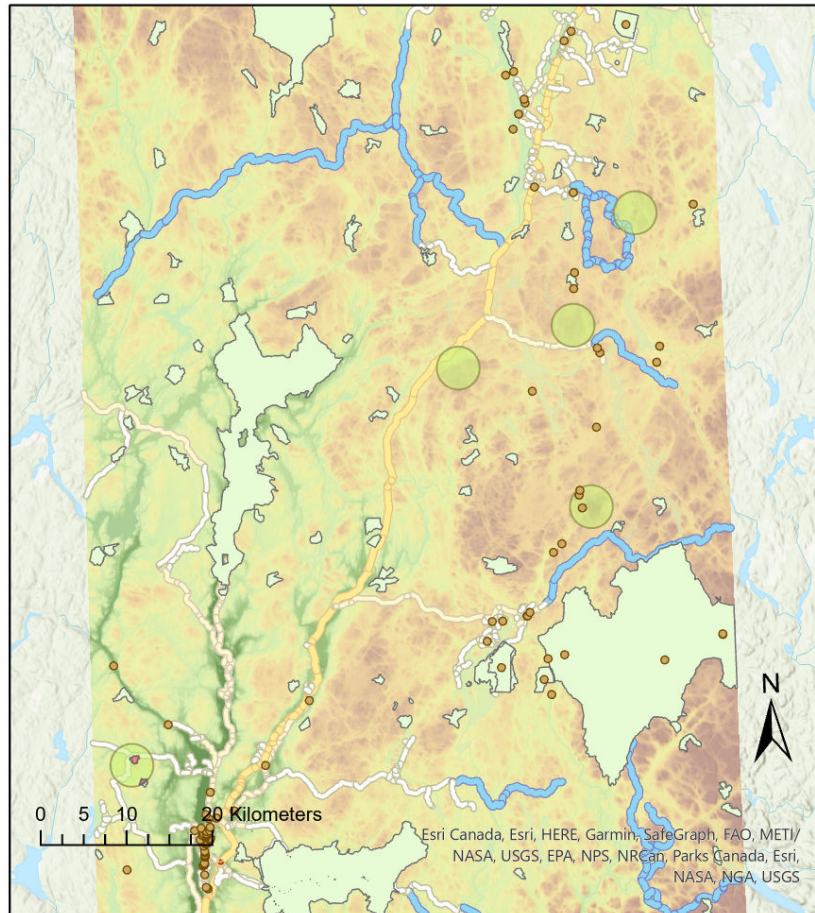 N
0 5 10 20 Kilometers
Esri Canada, Esri, HERE, Garmin, SafeGraph, FAO, METI/
NASA, USGS, EPA, NPS, NRCan, Parks Canada, Esri,
NASA, NGA, USGS